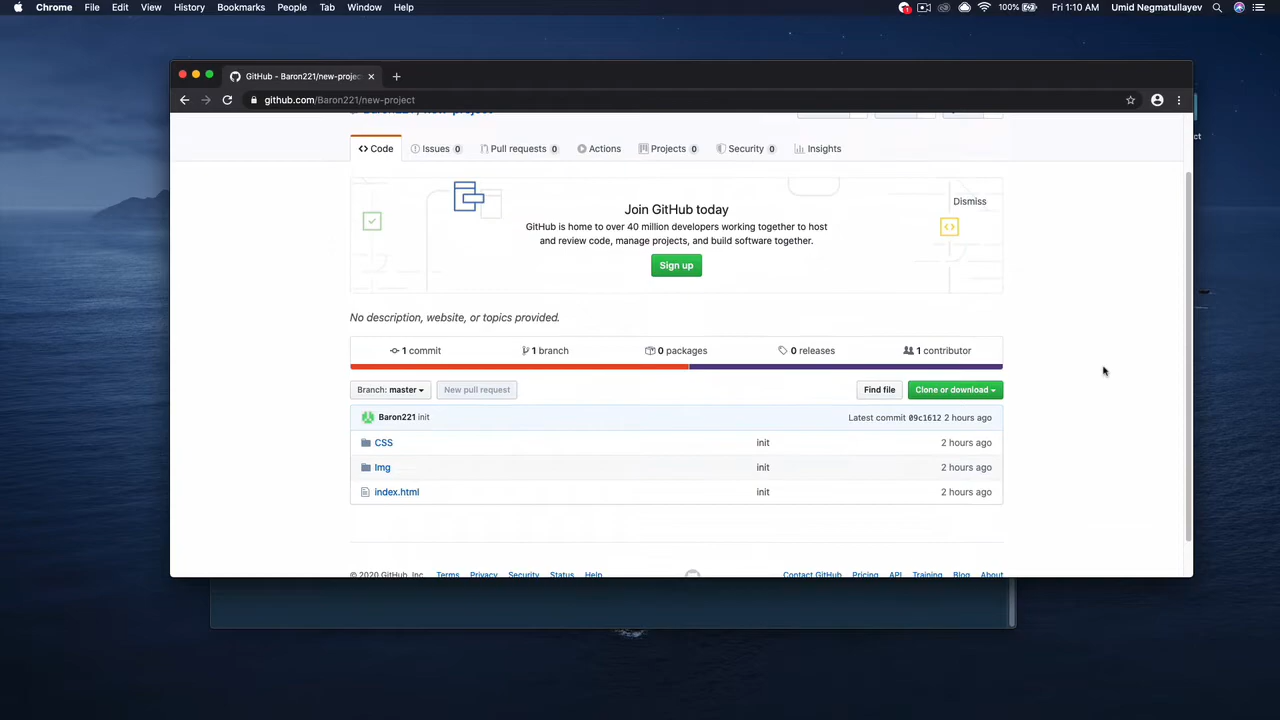 Chrome File Edit View History Bookmarks People Tab Window Help 1 100% Fri 1:10 AM Umid Negmatullayev
GitHub - Baron221/new-project
github.com/Baron221/new-project
Code Issues 0 Pull requests 0 Actions Projects 0 Security 0 Insights
Join GitHub today
Dismiss
GitHub is home to over 40 million developers working together to host
and review code, manage projects, and build software together.
Sign up
No description, website, or topics provided.
1 commit 1 branch 0 packages 0 releases 1 contributor
Branch: master New pull request Find file Clone or download
Baron221 init Latest commit 09c1612 2 hours ago
CSS init 2 hours ago
Img init 2 hours ago
index.html init 2 hours ago
© 2020 GitHub, Inc. Terms Privacy Security Status Help Contact GitHub Pricing API Training Blog About